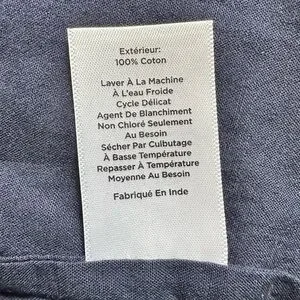 Extérieur:
100% Coton
Laver À La Machine
À L'eau Froide
Cycle Délicat
Agent De Blanchiment
Non Chloré Seulement
Au Besoin
Sécher Par Culbutage
À Basse Température
Repasser À Température
Moyenne Au Besoin
Fabriqué En Inde